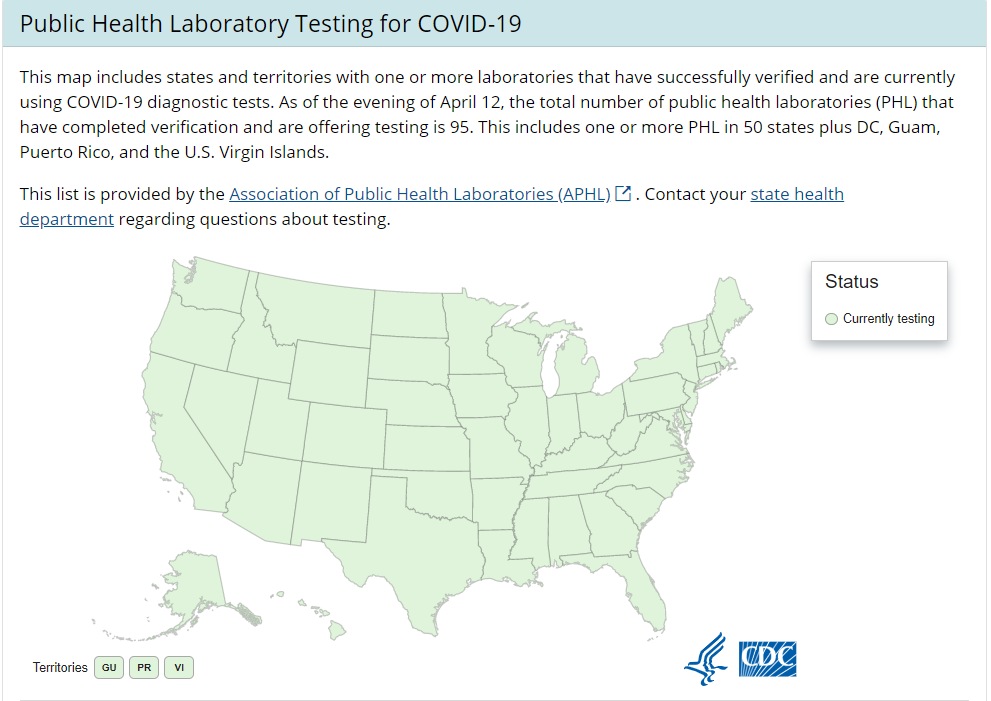 Public Health Laboratory Testing for COVID-19
This map includes states and territories with one or more laboratories that have successfully verified and are currently
using COVID-19 diagnostic tests. As of the evening of April 12, the total number of public health laboratories (PHL) that
have completed verification and are offering testing is 95. This includes one or more PHL in 50 states plus DC, Guam,
Puerto Rico, and the U.S. Virgin Islands.
This list is provided by the Association of Public Health Laboratories (APHL) . Contact your state health
department regarding questions about testing.
Status
Currently testing
Territories GU PR VI
CDC